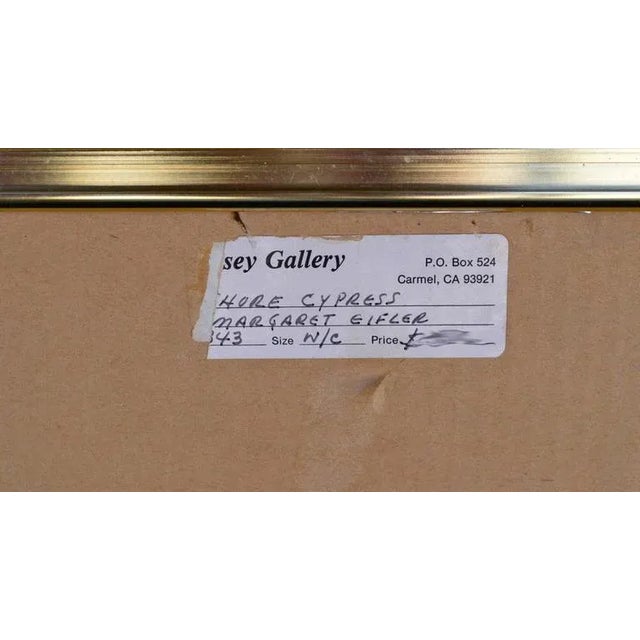 sey Gallery
P.O. Box 524
Carmel, CA 93921
HORE CYPRESS
MARGARET EIFLER
343 Size W/C Price